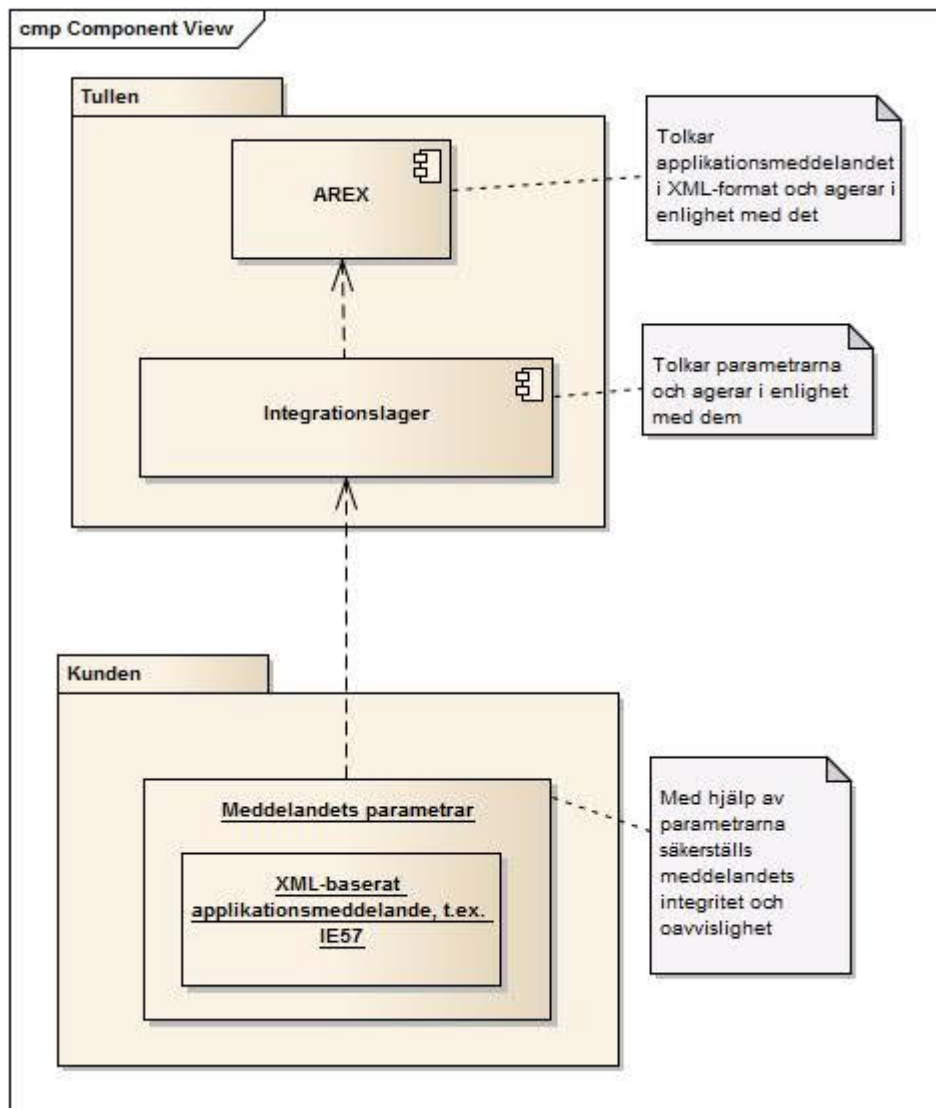 cmp Component View
Tullen
AREX
Tolkar
applikationsmeddelandet
i XML-format och agerar i
enlighet med det
Integrationslager
Tolkar parametrarna
och agerar i enlighet
med dem
Kunden
Meddelandets parametrar
XML-baserat
applikationsmeddelande, t.ex.
IE57
Med hjälp av
parametrarna
säkerställs
meddelandets
integritet och
oavvislighet